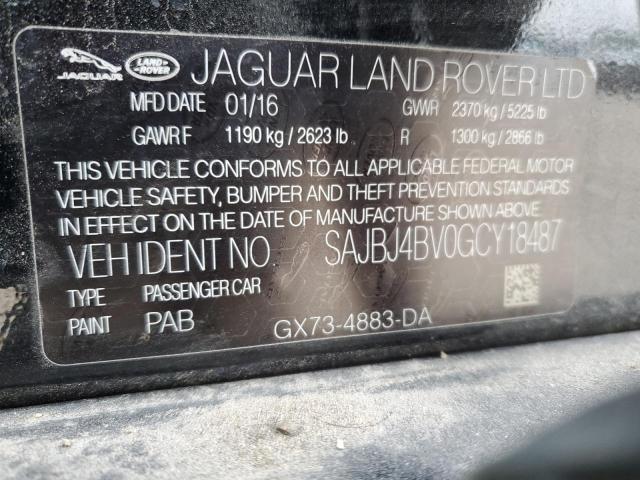 JAGUAR LAND ROVER JAGUAR LAND ROVER LTD
MFD DATE 01/16 GWWR 2370 kg / 5225 lb
GAWR F 1190 kg / 2623 lb R 1300 kg / 2866 lb
THIS VEHICLE CONFORMS TO ALL APPLICABLE FEDERAL MOTOR
VEHICLE SAFETY, BUMPER AND THEFT PREVENTION STANDARDS
IN EFFECT ON THE DATE OF MANUFACTURE SHOWN ABOVE.
VEH IDENT NO. SAJBJ4BV0GCY18487
TYPE PASSENGER CAR
PAINT PAB GX73-4883-DA